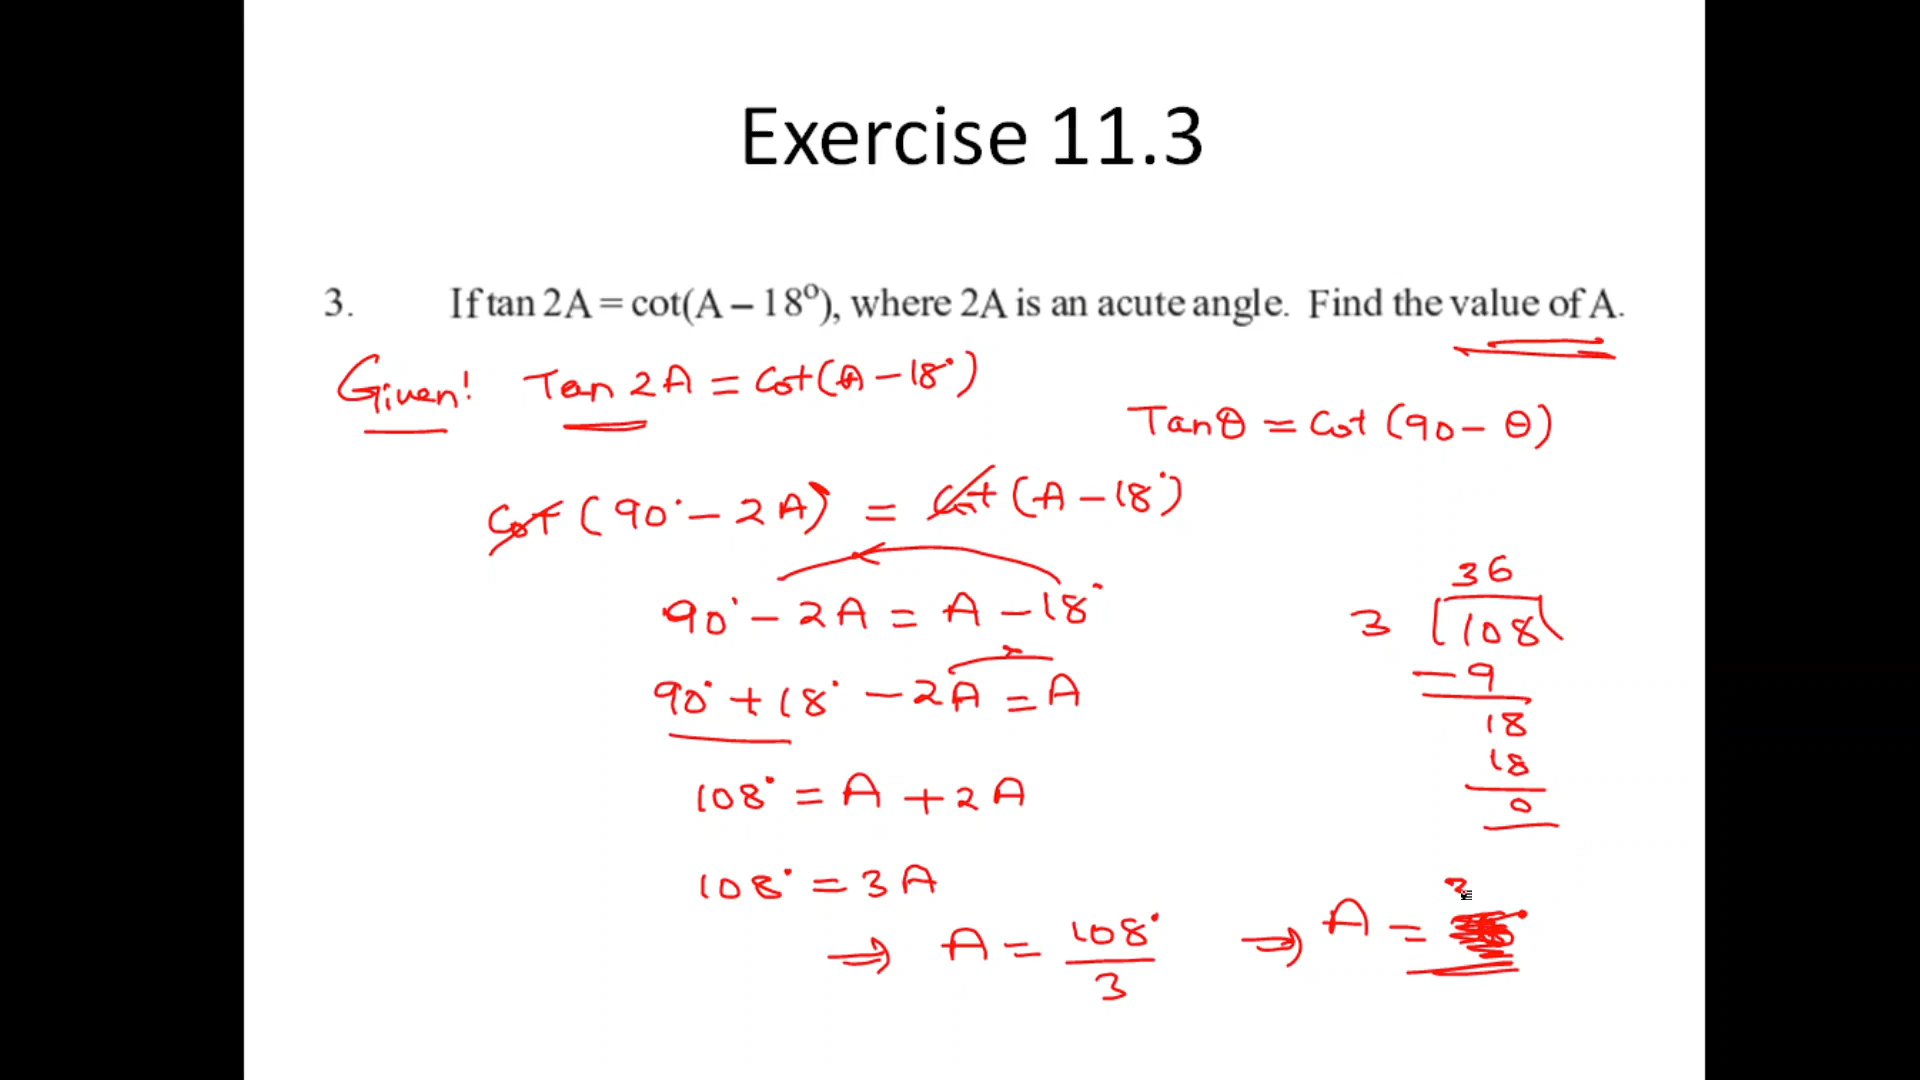 Exercise 11.3
3. If tan 2A = cot(A – 18°), where 2A is an acute angle. Find the value of A.
Given! Tan 2A = Cot(A – 18°)
Tanθ = Cot (90 – θ)
Cot (90° – 2A) = Cot (A – 18°)
90° – 2A = A – 18°
90° + 18° – 2A = A
108° = A + 2A
108° = 3A
⇒ A = 108°/3 ⇒ A =
36
3 108
– 9
18
18
0